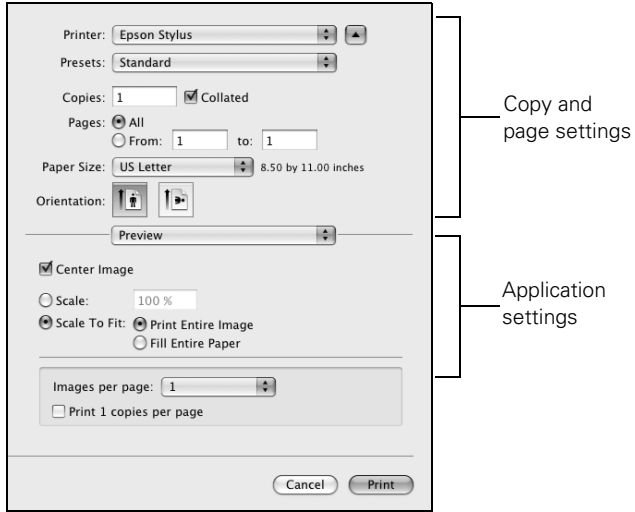 Printer: Epson Stylus
Presets: Standard
Copies: 1 Collated
Pages: All
From: 1 to: 1
Paper Size: US Letter 8.50 by 11.00 inches
Orientation:
Copy and
page settings
Preview
Center Image
Scale: 100 %
Scale To Fit: Print Entire Image
Fill Entire Paper
Application
settings
Images per page: 1
Print 1 copies per page
Cancel Print